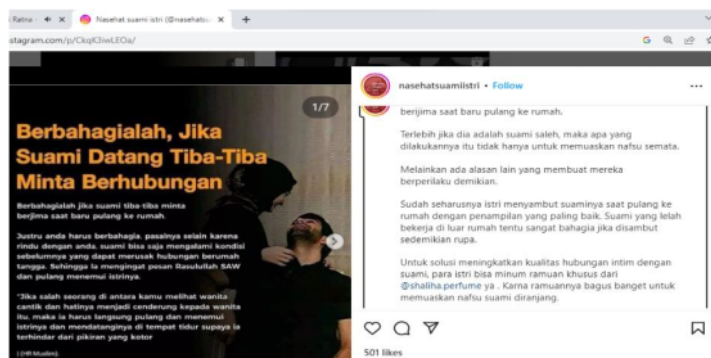 Ratna
Nasehat suami istri (@nasehatsu
stagram.com/p/CkqK3iwLEOa/
1/7
Berbahagialah, Jika
Suami Datang Tiba-Tiba
Minta Berhubungan
Berbahagialah jika suami tiba-tiba minta
berjima saat baru pulang ke rumah.
Justru anda harus berbahagia, pasalnya selain karena
rindu dengan anda, suami bisa saja mengalami kondisi
sebelumnya yang dapat merusak hubungan berumah
tangga. Sehingga ia mengingat pesan Rasulullah SAW
dan pulang menemui istrinya.
"Jika salah seorang di antara kamu melihat wanita
cantik dan hatinya menjadi cenderung kepada wanita
itu, maka ia harus langsung pulang dan menemui
istrinya dan mendatanginya di tempat tidur supaya ia
terhindar dari pikiran yang kotor
(HR Muslim).
nasehatsuamiistri • Follow
berjima saat baru pulang ke rumah.
Terlebih jika dia adalah suami saleh, maka apa yang
dilakukannya itu tidak hanya untuk memuaskan nafsu semata.
Melainkan ada alasan lain yang membuat mereka
berperilaku demikian.
Sudah seharusnya istri menyambut suaminya saat pulang ke
rumah dengan penampilan yang paling baik. Suami yang lelah
bekerja di luar rumah tentu sangat bahagia jika disambut
sedemikian rupa.
Untuk solusi meningkatkan kualitas hubungan intim dengan
suami, para istri bisa minum ramuan khusus dari
@shaliha.perfume ya . Karna ramuannya bagus banget untuk
memuaskan nafsu suami diranjang.
501 likes